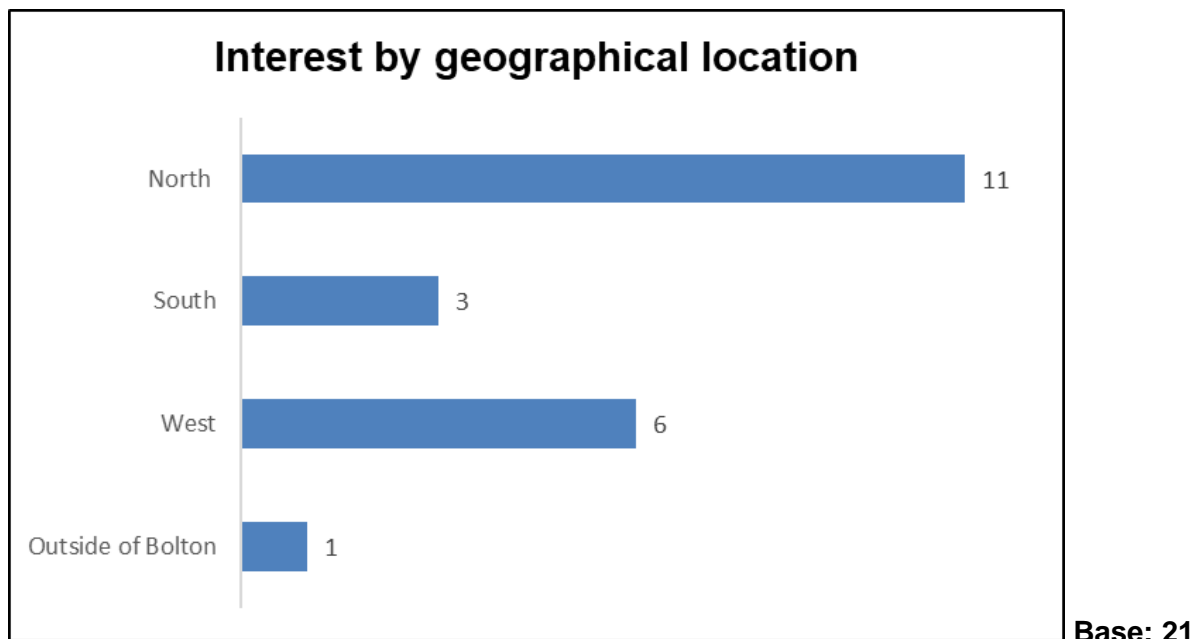 Interest by geographical location
North 11
South 3
West 6
Outside of Bolton 1
Base: 21